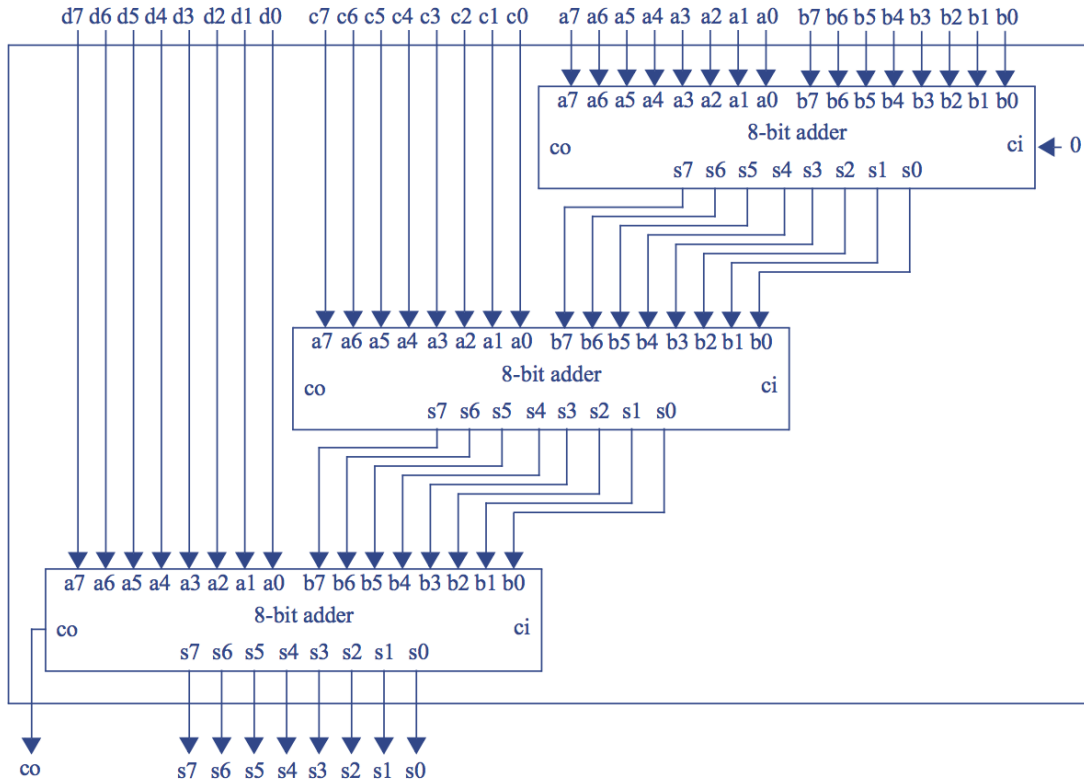 d7 d6 d5 d4 d3 d2 d1 d0 c7 c6 c5 c4 c3 c2 c1 c0 a7 a6 a5 a4 a3 a2 a1 a0 b7 b6 b5 b4 b3 b2 b1 b0
a7 a6 a5 a4 a3 a2 a1 a0 b7 b6 b5 b4 b3 b2 b1 b0
8-bit adder
co ci 0
s7 s6 s5 s4 s3 s2 s1 s0
a7 a6 a5 a4 a3 a2 a1 a0 b7 b6 b5 b4 b3 b2 b1 b0
8-bit adder
co ci
s7 s6 s5 s4 s3 s2 s1 s0
a7 a6 a5 a4 a3 a2 a1 a0 b7 b6 b5 b4 b3 b2 b1 b0
8-bit adder
co ci
s7 s6 s5 s4 s3 s2 s1 s0
co s7 s6 s5 s4 s3 s2 s1 s0